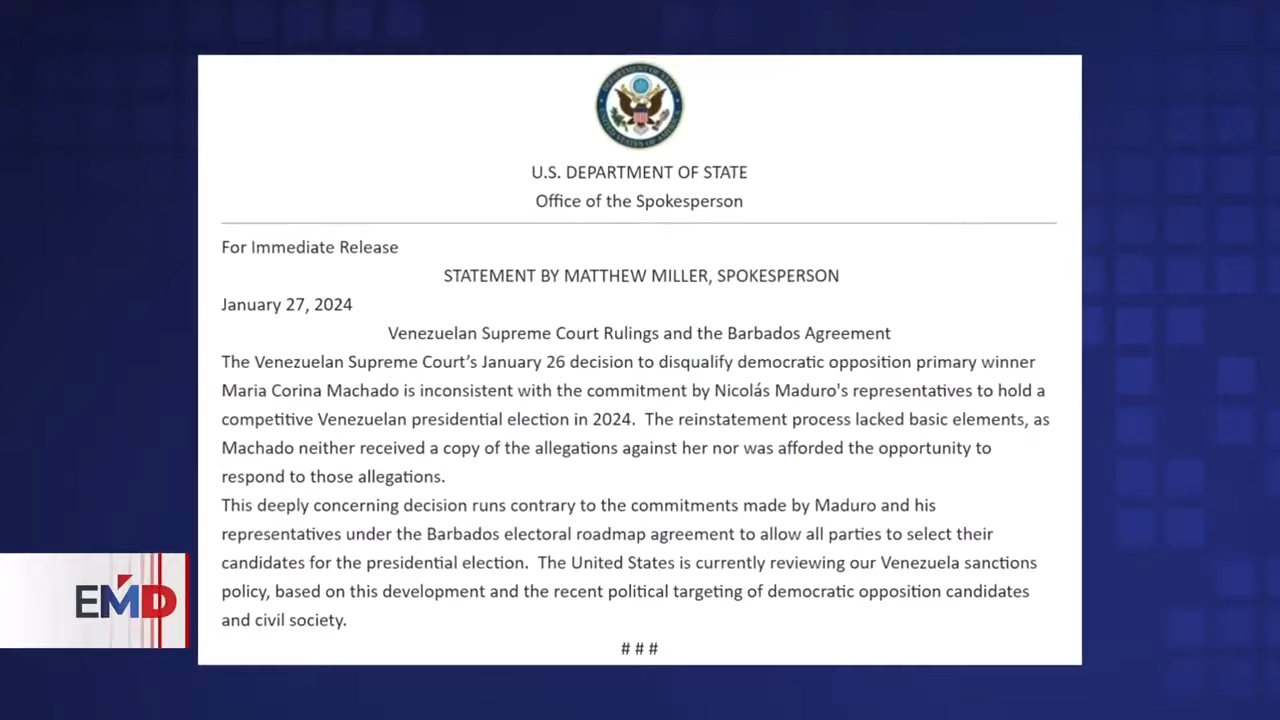 U.S. DEPARTMENT OF STATE
Office of the Spokesperson
For Immediate Release
STATEMENT BY MATTHEW MILLER, SPOKESPERSON
January 27, 2024
Venezuelan Supreme Court Rulings and the Barbados Agreement
The Venezuelan Supreme Court’s January 26 decision to disqualify democratic opposition primary winner
Maria Corina Machado is inconsistent with the commitment by Nicolás Maduro's representatives to hold a
competitive Venezuelan presidential election in 2024.  The reinstatement process lacked basic elements, as
Machado neither received a copy of the allegations against her nor was afforded the opportunity to
respond to those allegations.
This deeply concerning decision runs contrary to the commitments made by Maduro and his
representatives under the Barbados electoral roadmap agreement to allow all parties to select their
candidates for the presidential election.  The United States is currently reviewing our Venezuela sanctions
policy, based on this development and the recent political targeting of democratic opposition candidates
and civil society.
# # #
EMD